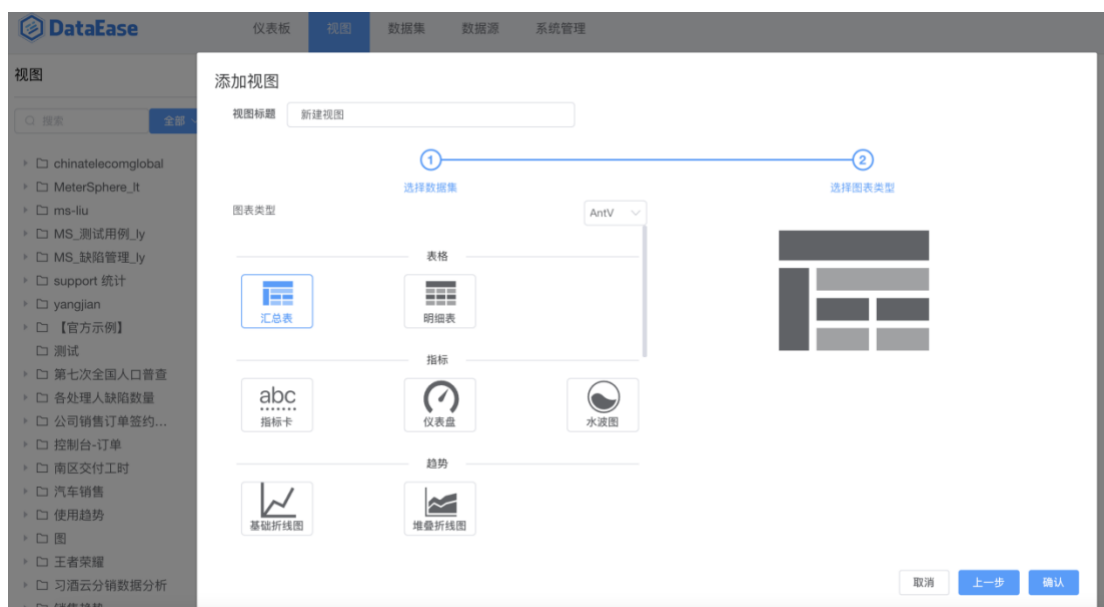 DataEase 仪表板 视图 数据集 数据源 系统管理
视图
搜索 全部
chinatelecomglobal
MeterSphere_lt
ms-liu
MS_测试用例_ly
MS_缺陷管理_ly
support 统计
yangjian
【官方示例】
测试
第七次全国人口普查
各处理人缺陷数量
公司销售订单签约...
控制台-订单
南区交付工时
汽车销售
使用趋势
图
王者荣耀
习酒云分销数据分析
销售趋势
添加视图
视图标题 新建视图
1 2
选择数据集 选择图表类型
图表类型 AntV
表格
汇总表 明细表
指标
abc
指标卡 仪表盘 水波图
趋势
基础折线图 堆叠折线图
取消 上一步 确认